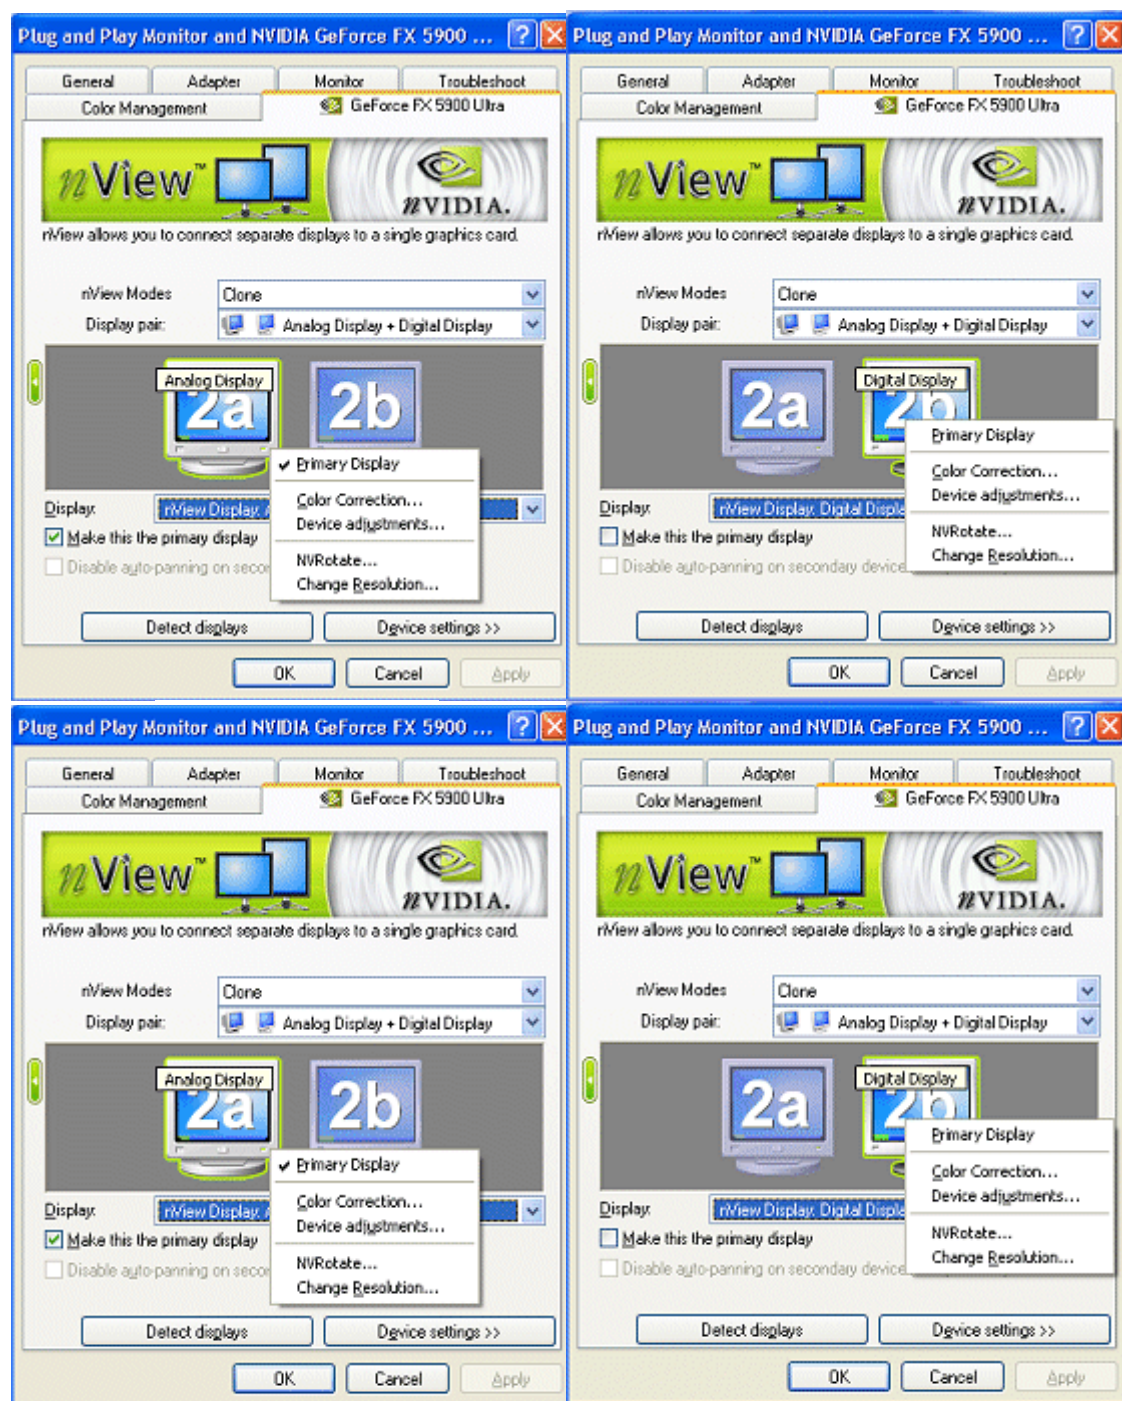 Plug and Play Monitor and NVIDIA GeForce FX 5900 ...
General Adapter Monitor Troubleshoot
Color Management GeForce FX 5900 Ultra
nView™ nVIDIA.
nView allows you to connect separate displays to a single graphics card.
nView Modes Clone
Display pair: Analog Display + Digital Display
Analog Display
2a 2b
Primary Display
Color Correction...
Device adjustments...
NVRotate...
Change Resolution...
Display: nView Display: A
Make this the primary display
Disable auto-panning on secon
Detect displays Device settings >>
OK Cancel Apply
Plug and Play Monitor and NVIDIA GeForce FX 5900 ...
General Adapter Monitor Troubleshoot
Color Management GeForce FX 5900 Ultra
nView™ nVIDIA.
nView allows you to connect separate displays to a single graphics card.
nView Modes Clone
Display pair: Analog Display + Digital Display
Digital Display
2a 2b
Primary Display
Color Correction...
Device adjustments...
NVRotate...
Change Resolution...
Display: nView Display: Digital Displa
Make this the primary display
Disable auto-panning on secondary device
Detect displays Device settings >>
OK Cancel Apply
Plug and Play Monitor and NVIDIA GeForce FX 5900 ...
General Adapter Monitor Troubleshoot
Color Management GeForce FX 5900 Ultra
nView™ nVIDIA.
nView allows you to connect separate displays to a single graphics card.
nView Modes Clone
Display pair: Analog Display + Digital Display
Analog Display
2a 2b
Primary Display
Color Correction...
Device adjustments...
NVRotate...
Change Resolution...
Display: nView Display: A
Make this the primary display
Disable auto-panning on secon
Detect displays Device settings >>
OK Cancel Apply
Plug and Play Monitor and NVIDIA GeForce FX 5900 ...
General Adapter Monitor Troubleshoot
Color Management GeForce FX 5900 Ultra
nView™ nVIDIA.
nView allows you to connect separate displays to a single graphics card.
nView Modes Clone
Display pair: Analog Display + Digital Display
Digital Display
2a 2b
Primary Display
Color Correction...
Device adjustments...
NVRotate...
Change Resolution...
Display: nView Display: Digital Displa
Make this the primary display
Disable auto-panning on secondary device
Detect displays Device settings >>
OK Cancel Apply